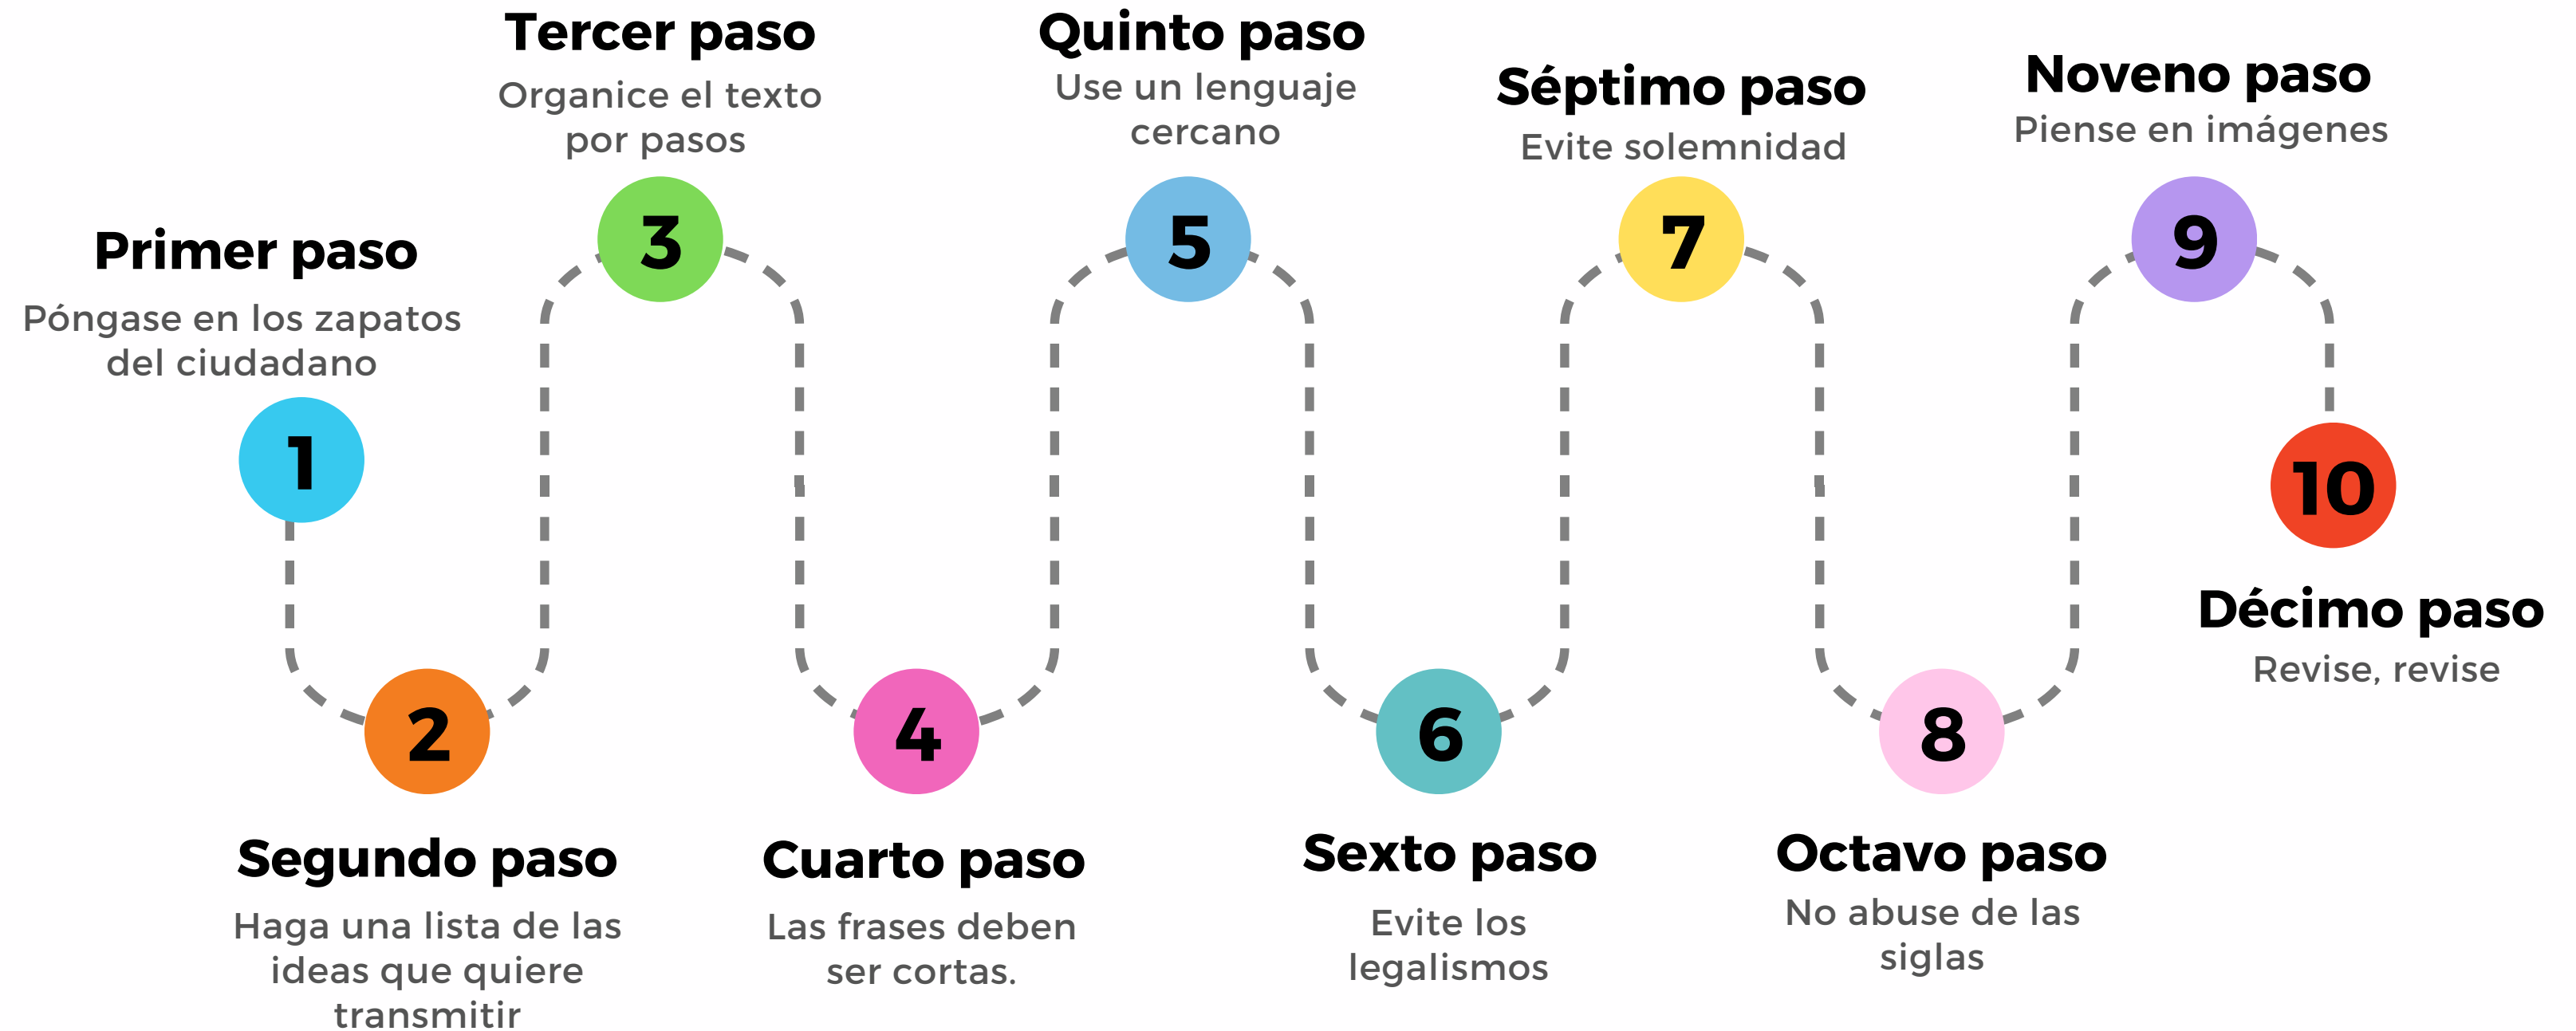 Primer paso
Póngase en los zapatos
del ciudadano
1
2
Segundo paso
Haga una lista de las
ideas que quiere
transmitir
Tercer paso
Organice el texto
por pasos
3
4
Cuarto paso
Las frases deben
ser cortas.
Quinto paso
Use un lenguaje
cercano
5
6
Sexto paso
Evite los
legalismos
Séptimo paso
Evite solemnidad
7
8
Octavo paso
No abuse de las
siglas
Noveno paso
Piense en imágenes
9
10
Décimo paso
Revise, revise